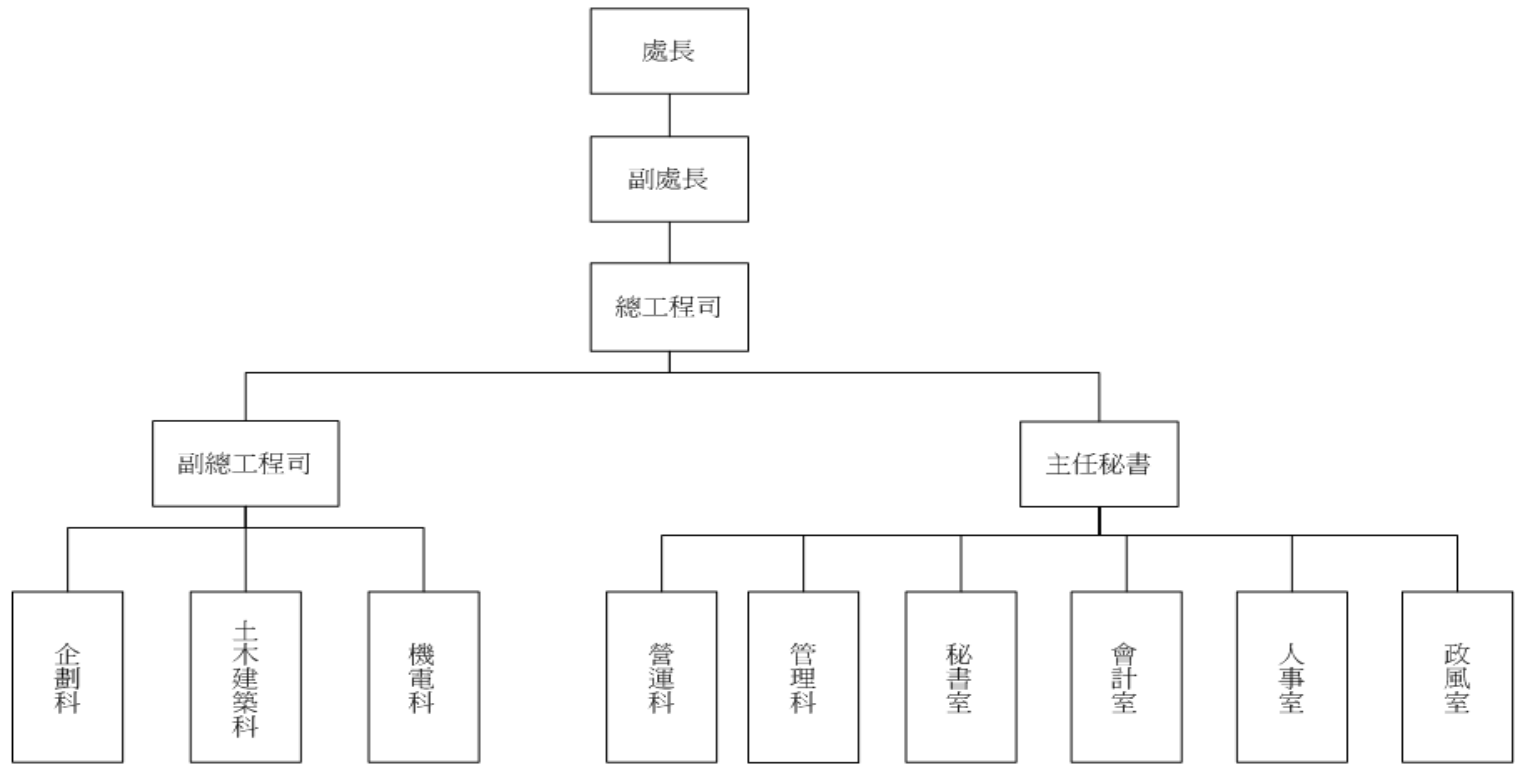 處長
副處長
總工程司
副總工程司
主任秘書
企劃科
土木建築科
機電科
營運科
管理科
秘書室
會計室
人事室
政風室